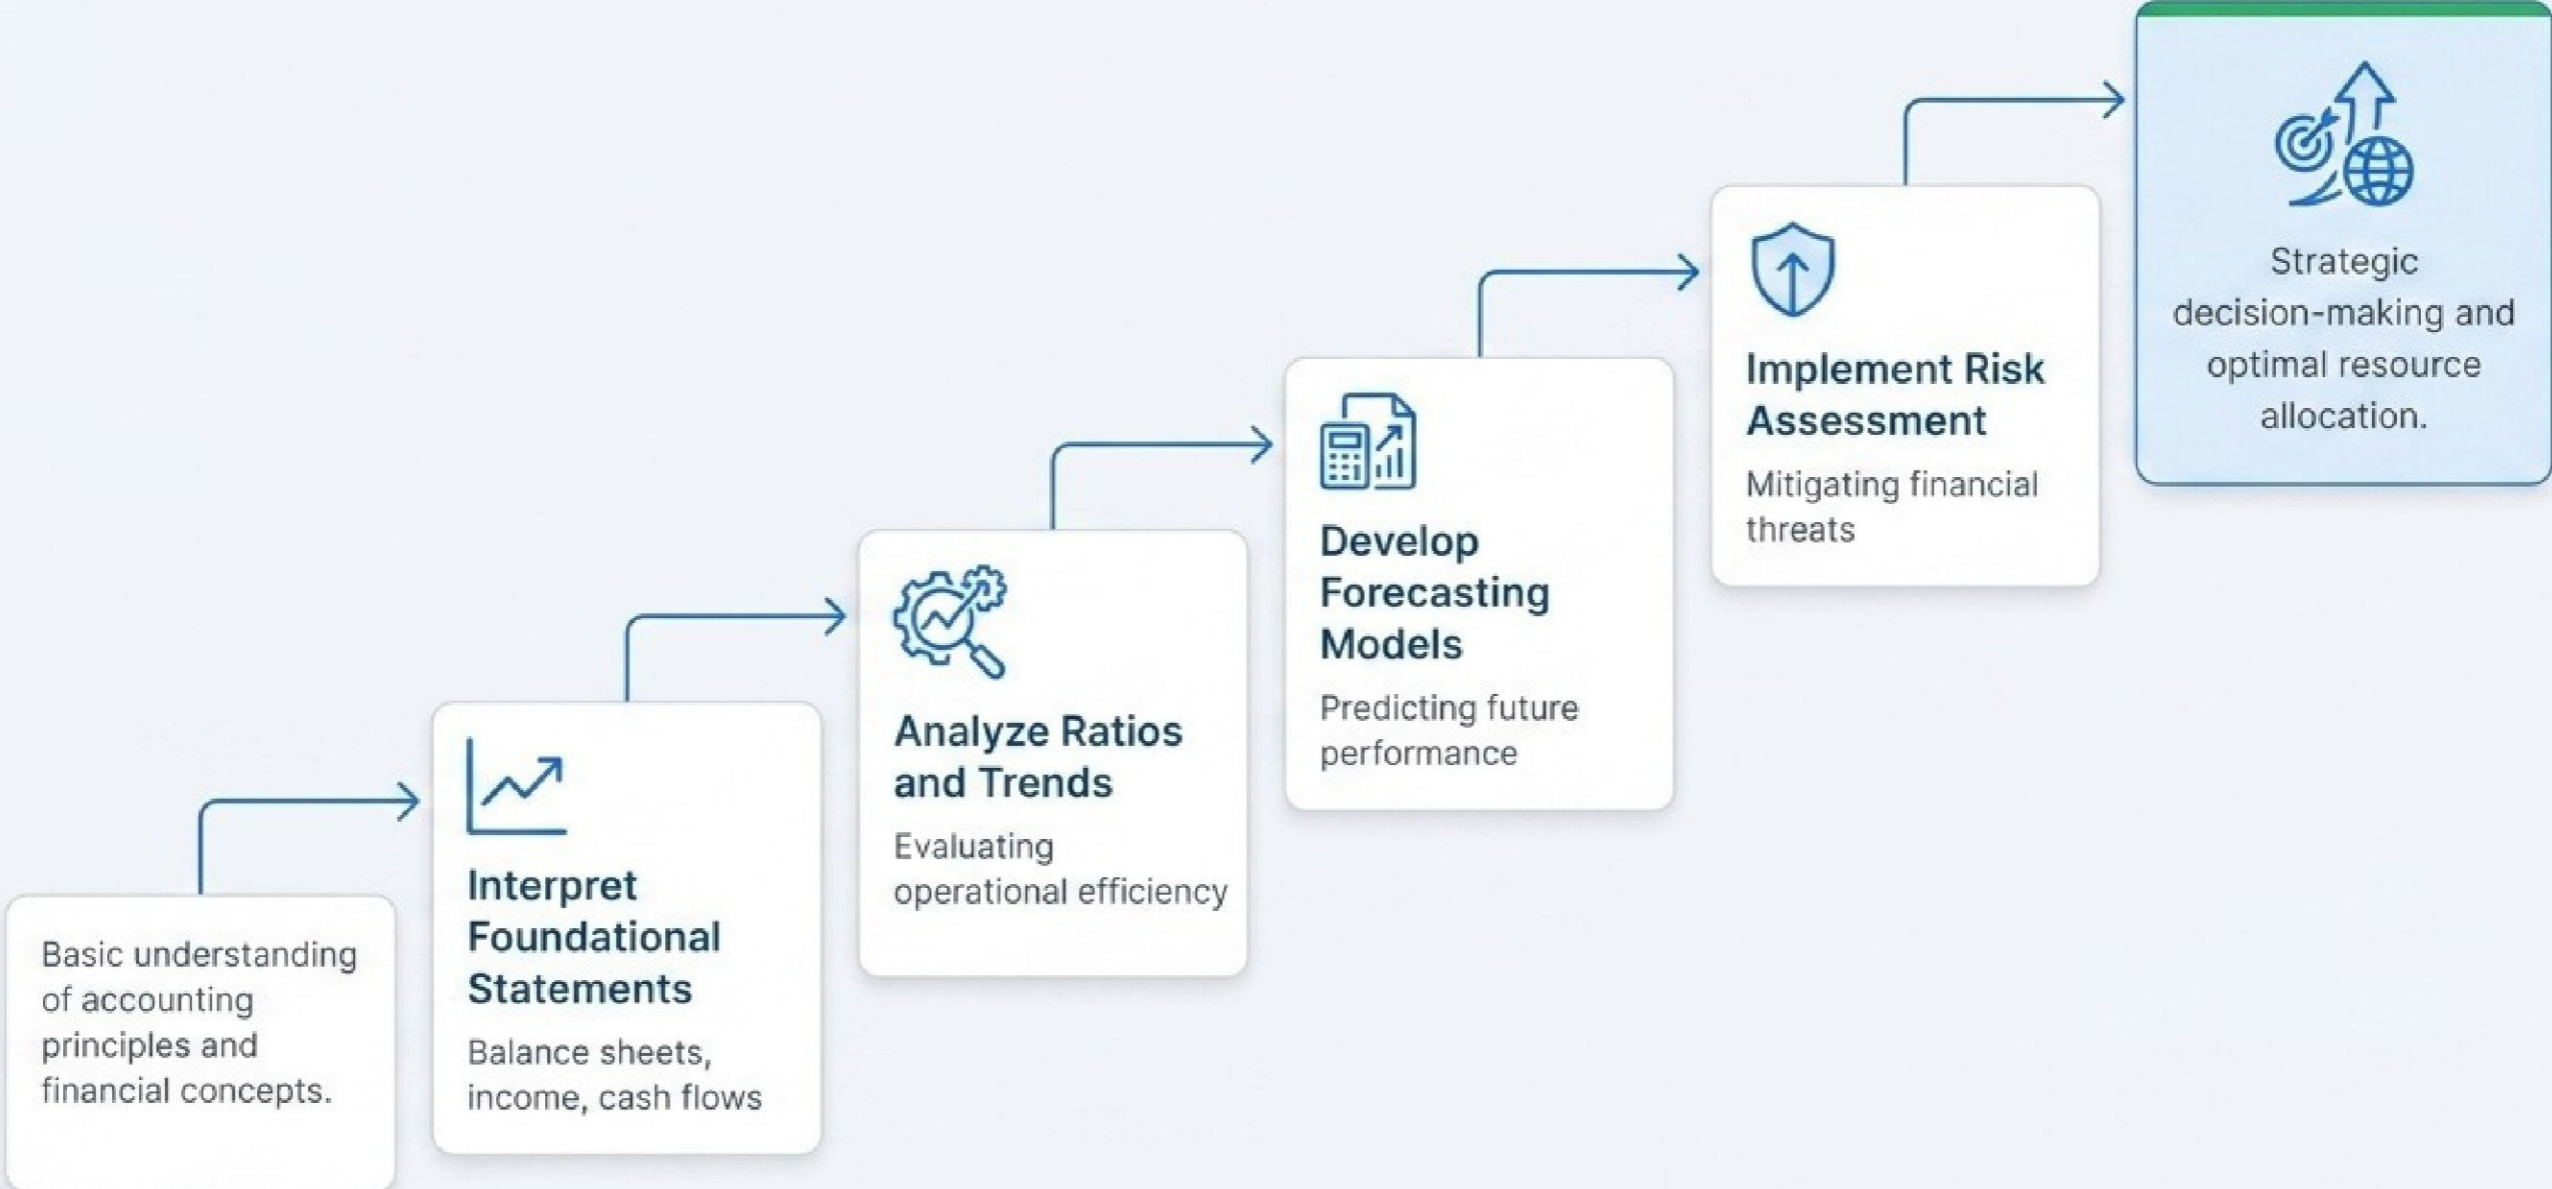 Basic understanding
of accounting
principles and
financial concepts.
Interpret
Foundational
Statements
Balance sheets,
income, cash flows
Analyze Ratios
and Trends
Evaluating
operational efficiency
Develop
Forecasting
Models
Predicting future
performance
Implement Risk
Assessment
Mitigating financial
threats
Strategic
decision-making and
optimal resource
allocation.